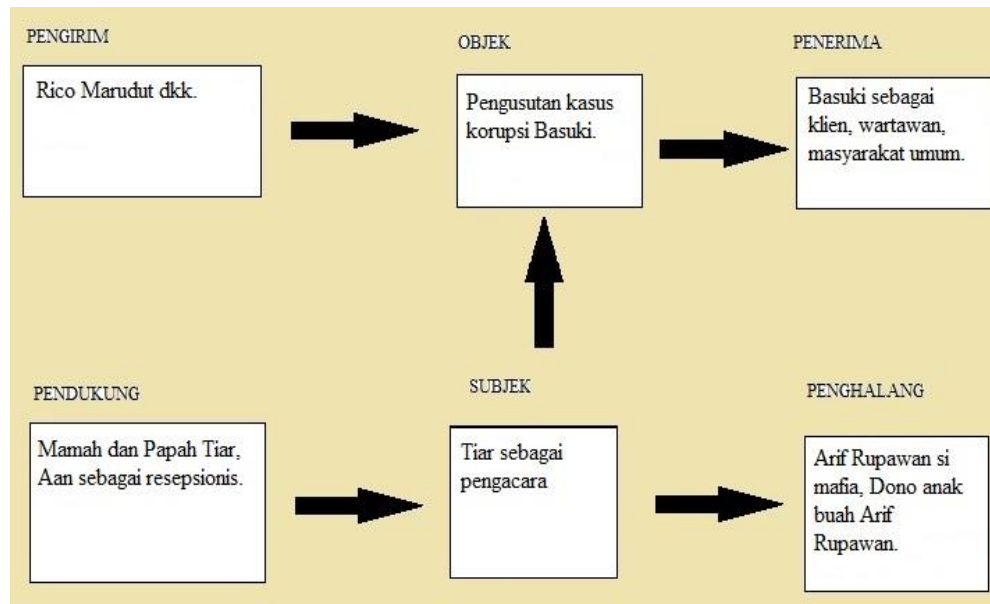 PENGIRIM
Rico Marudut dkk.
OBJEK
Pengusutan kasus
korupsi Basuki.
PENERIMA
Basuki sebagai
klien, wartawan,
masyarakat umum.
PENDUKUNG
Mamah dan Papah Tiar,
Aan sebagai resepsionis.
SUBJEK
Tiar sebagai
pengacara
PENGHALANG
Arif Rupawan si
mafia, Dono anak
buah Arif
Rupawan.